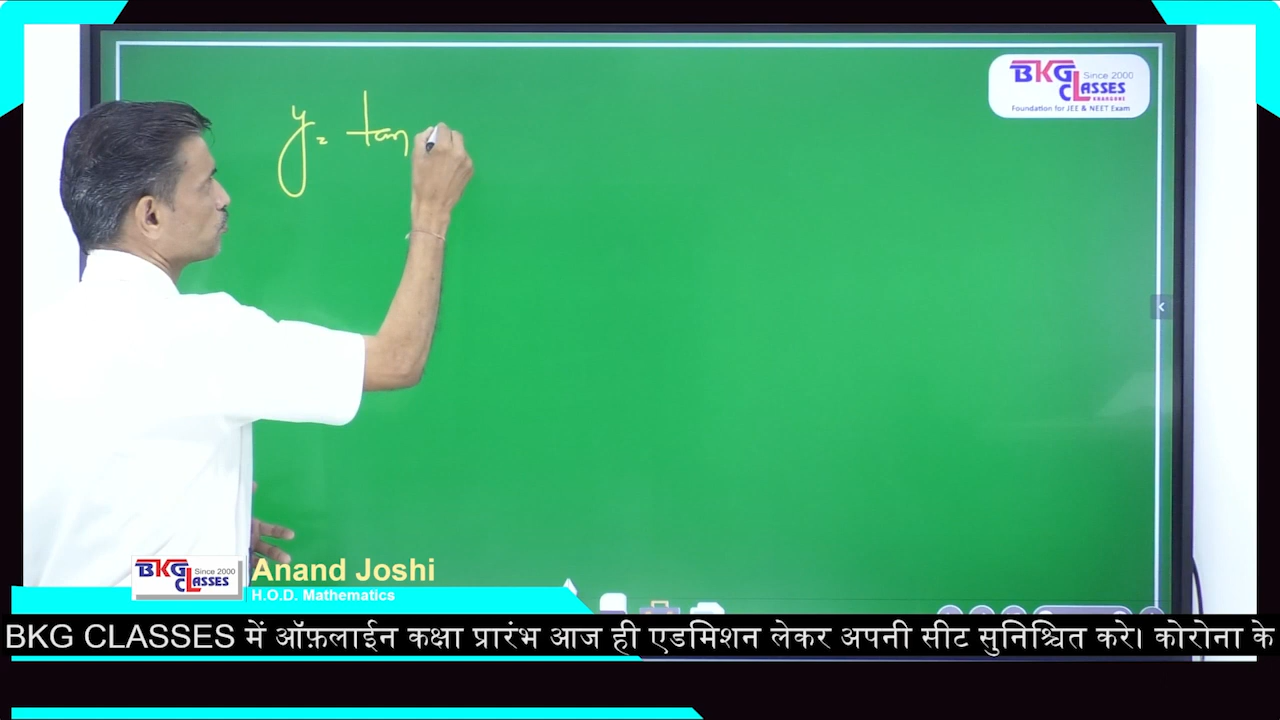 BKG CLASSES Since 2000
KHARGONE
Foundation for JEE & NEET Exam
y = tan
BKG CLASSES Since 2000
Anand Joshi
H.O.D. Mathematics
BKG CLASSES में ऑफ़लाईन कक्षा प्रारंभ आज ही एडमिशन लेकर अपनी सीट सुनिश्चित करे। कोरोना के